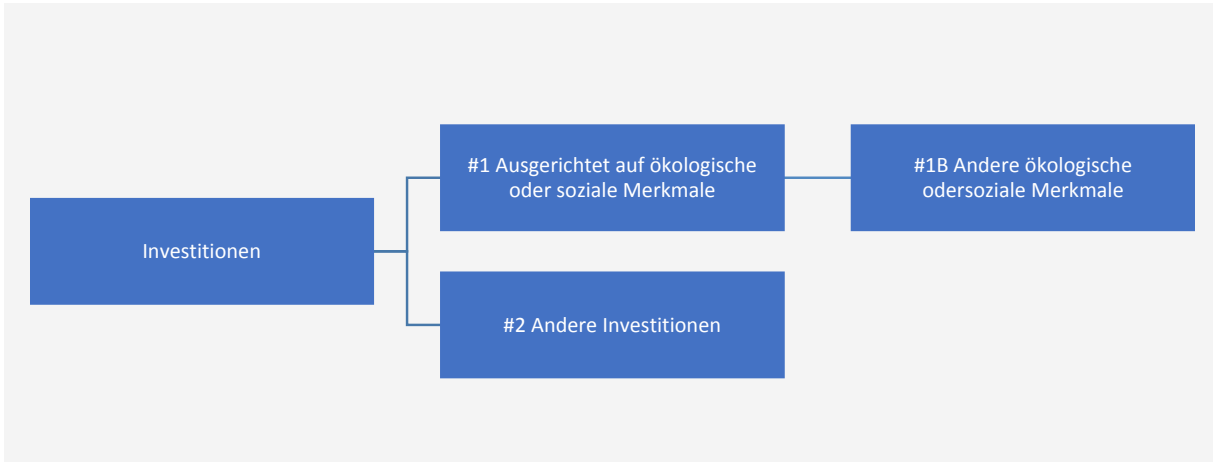 #1 Ausgerichtet auf ökologische
oder soziale Merkmale
#1B Andere ökologische
odersoziale Merkmale
Investitionen
#2 Andere Investitionen